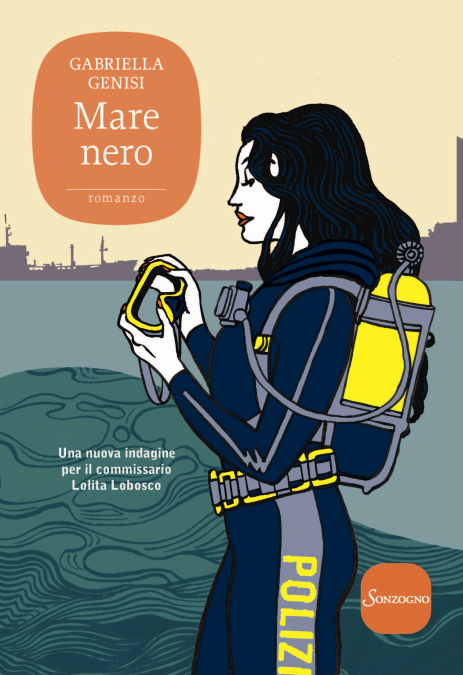 GABRIELLA
GENISI
Mare
nero
romanzo
Una nuova indagine
per il commissario
Lolita Lobosco
POLIZI
SONZOGNO